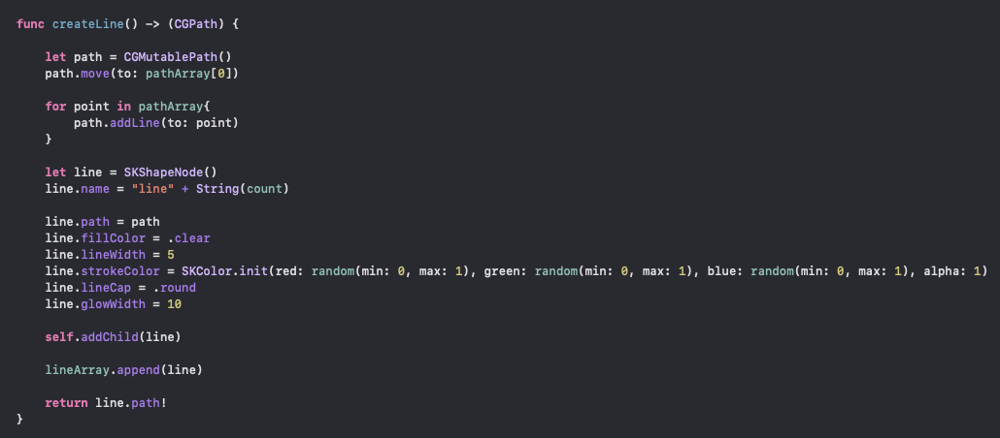 func createLine() -> (CGPath) {
let path = CGMutablePath()
path.move(to: pathArray[0])
for point in pathArray{
path.addLine(to: point)
}
let line = SKShapeNode()
line.name = "line" + String(count)
line.path = path
line.fillColor = .clear
line.lineWidth = 5
line.strokeColor = SKColor.init(red: random(min: 0, max: 1), green: random(min: 0, max: 1), blue: random(min: 0, max: 1), alpha: 1)
line.lineCap = .round
line.glowWidth = 10
self.addChild(line)
lineArray.append(line)
return line.path!
}